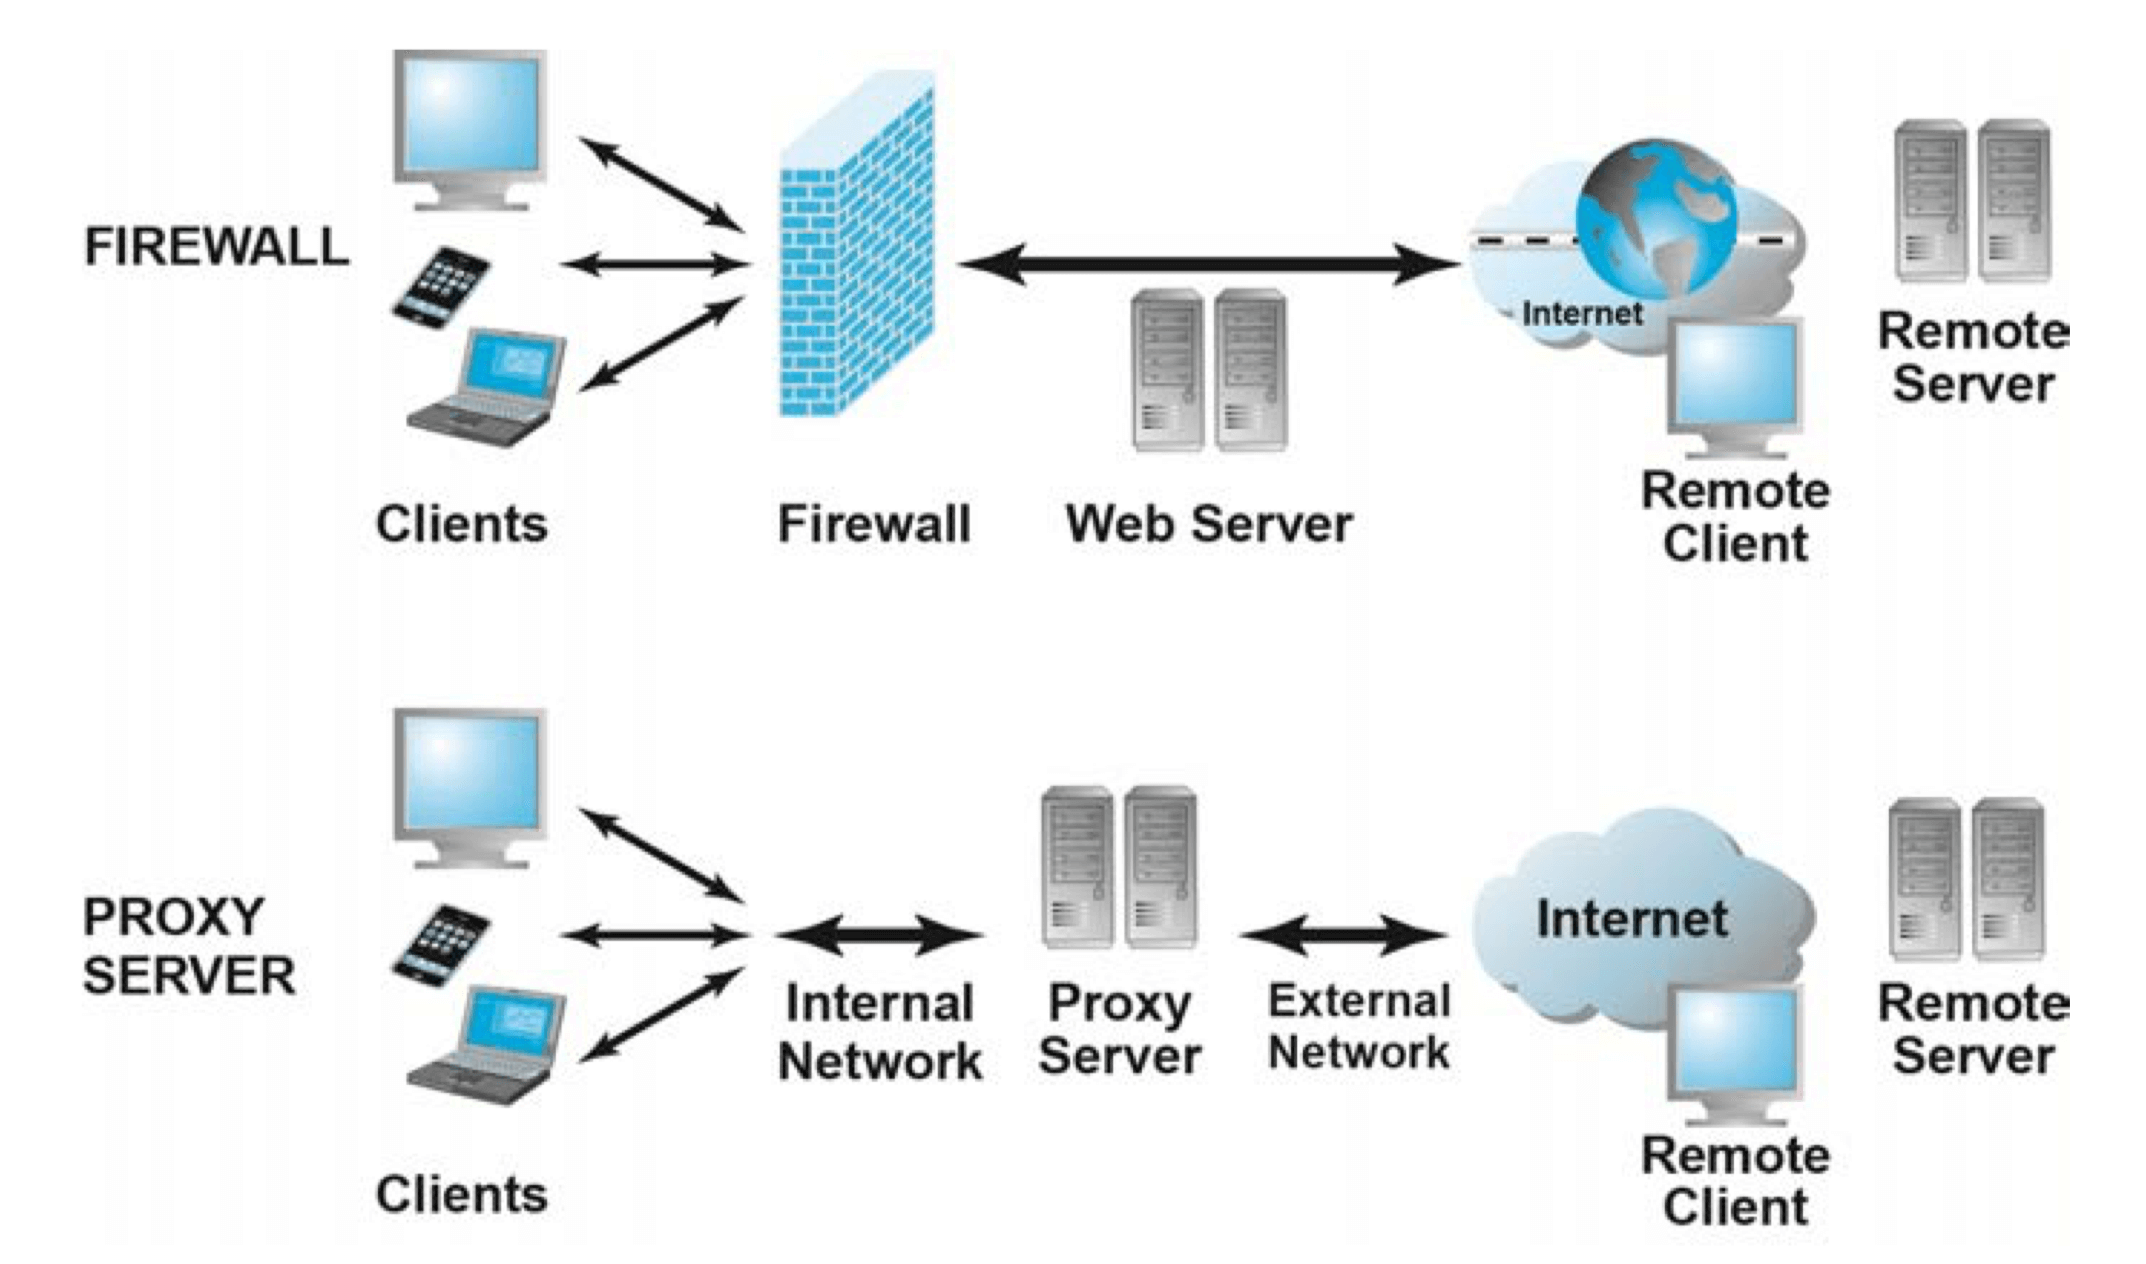 FIREWALL
Internet
Remote
Server
Remote
Client
Clients
Firewall
Web Server
PROXY
SERVER
Internet
Internal
Network
Proxy
Server
External
Network
Remote
Server
Remote
Client
Clients